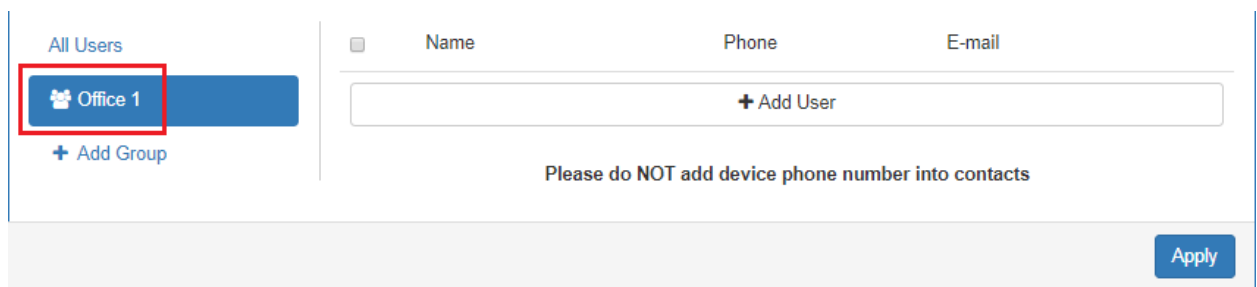 All Users
Name Phone E-mail
Office 1
+ Add User
+ Add Group
Please do NOT add device phone number into contacts
Apply